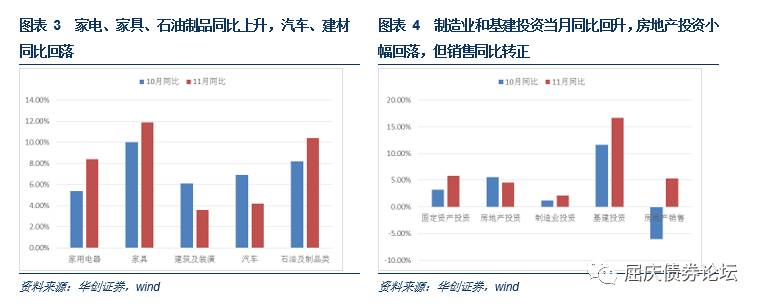 图表 3 家电、家具、石油制品同比上升，汽车、建材
同比回落
10月同比 11月同比
14.00%
12.00%
10.00%
8.00%
6.00%
4.00%
2.00%
0.00%
家用电器 家具 建筑及装潢 汽车 石油及制品类
资料来源：华创证券，wind
图表 4 制造业和基建投资当月同比回升，房地产投资小
幅回落，但销售同比转正
10月同比 11月同比
20.00%
15.00%
10.00%
5.00%
0.00%
-5.00%
-10.00%
固定资产投资 房地产投资 制造业投资 基建投资 房地产销售
资料来源：华创证券，wind
屈庆债券论坛